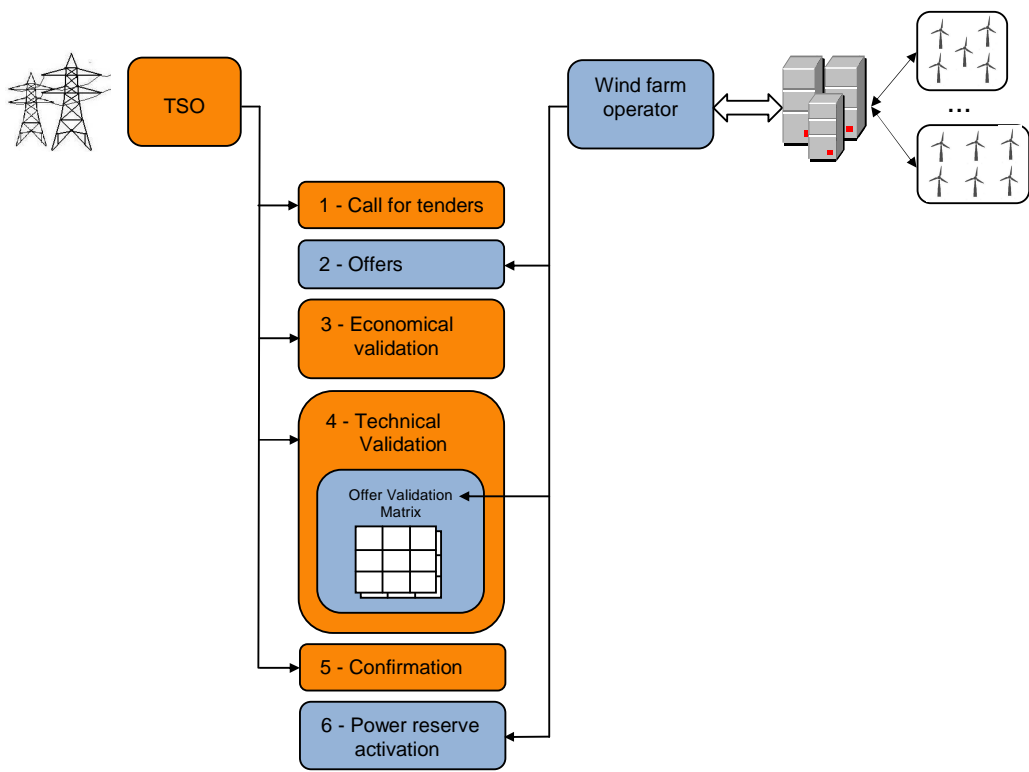 TSO
Wind farm
operator
...
1 - Call for tenders
2 - Offers
3 - Economical
validation
4 - Technical
Validation
Offer Validation
Matrix
5 - Confirmation
6 - Power reserve
activation